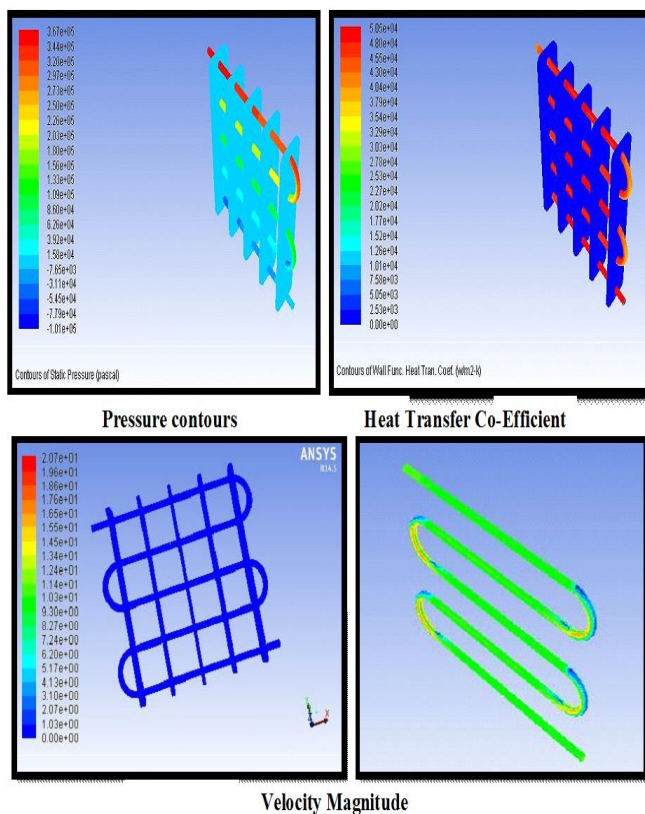 3.67e+05
3.44e+05
3.20e+05
2.97e+05
2.73e+05
2.50e+05
2.26e+05
2.03e+05
1.80e+05
1.56e+05
1.33e+05
1.09e+05
8.60e+04
6.26e+04
3.92e+04
1.58e+04
-7.65e+03
-3.11e+04
-5.45e+04
-7.79e+04
-1.01e+05
Contours of Static Pressure (pascal)
5.05e+04
4.80e+04
4.55e+04
4.29e+04
4.04e+04
3.79e+04
3.54e+04
3.29e+04
3.03e+04
2.78e+04
2.53e+04
2.27e+04
2.02e+04
1.77e+04
1.52e+04
1.26e+04
1.01e+04
7.58e+03
5.05e+03
2.53e+03
0.00e+00
Contours of Wall Func. Heat Tran. Coef. (w/m2-k)
Pressure contours
Heat Transfer Co-Efficient
2.07e+01
1.96e+01
1.86e+01
1.76e+01
1.65e+01
1.55e+01
1.45e+01
1.34e+01
1.24e+01
1.14e+01
1.03e+01
9.30e+00
8.27e+00
7.24e+00
6.20e+00
5.17e+00
4.13e+00
3.10e+00
2.07e+00
1.03e+00
0.00e+00
ANSYS
R14.5
Y
X
Velocity Magnitude